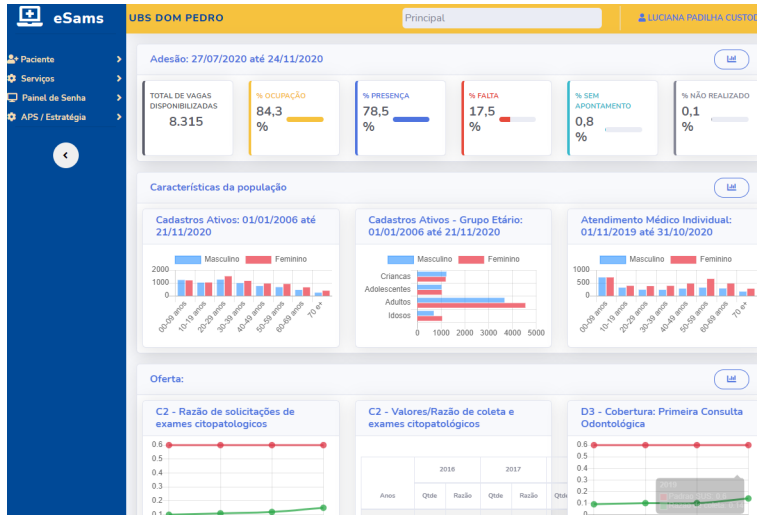 eSams
UBS DOM PEDRO
Principal
LUCIANA PADILHA CUSTOD
Paciente
Serviços
Painel de Senha
APS / Estratégia
Adesão: 27/07/2020 até 24/11/2020
TOTAL DE VAGAS
DISPONIBILIZADAS
8.315
% OCUPAÇÃO
84,3
%
% PRESENÇA
78,5
%
% FALTA
17,5
%
% SEM
APONTAMENTO
0,8
%
% NÃO REALIZADO
0,1
%
Características da população
Cadastros Ativos: 01/01/2006 até
21/11/2020
Masculino Feminino
2000
1000
0
00-09 anos
10-19 anos
20-29 anos
30-39 anos
40-49 anos
50-59 anos
60-69 anos
70 e+
Cadastros Ativos - Grupo Etário:
01/01/2006 até 21/11/2020
Masculino Feminino
Criancas
Adolescentes
Adultos
Idosos
0 1000 2000 3000 4000 5000
Atendimento Médico Individual:
01/11/2019 até 31/10/2020
Masculino Feminino
1000
500
0
00-09 anos
10-19 anos
20-29 anos
30-39 anos
40-49 anos
50-59 anos
60-69 anos
70 e+
Oferta:
C2 - Razão de solicitações de
exames citopatologicos
0.6
0.5
0.4
0.3
0.2
0.1
C2 - Valores/Razão de coleta e
exames citopatológicos
2016 2017
Anos Qtde Razão Qtde Razão Qtde
D3 - Cobertura: Primeira Consulta
Odontológica
0.6
0.5
0.4
0.3
0.2
0.1
0
2019